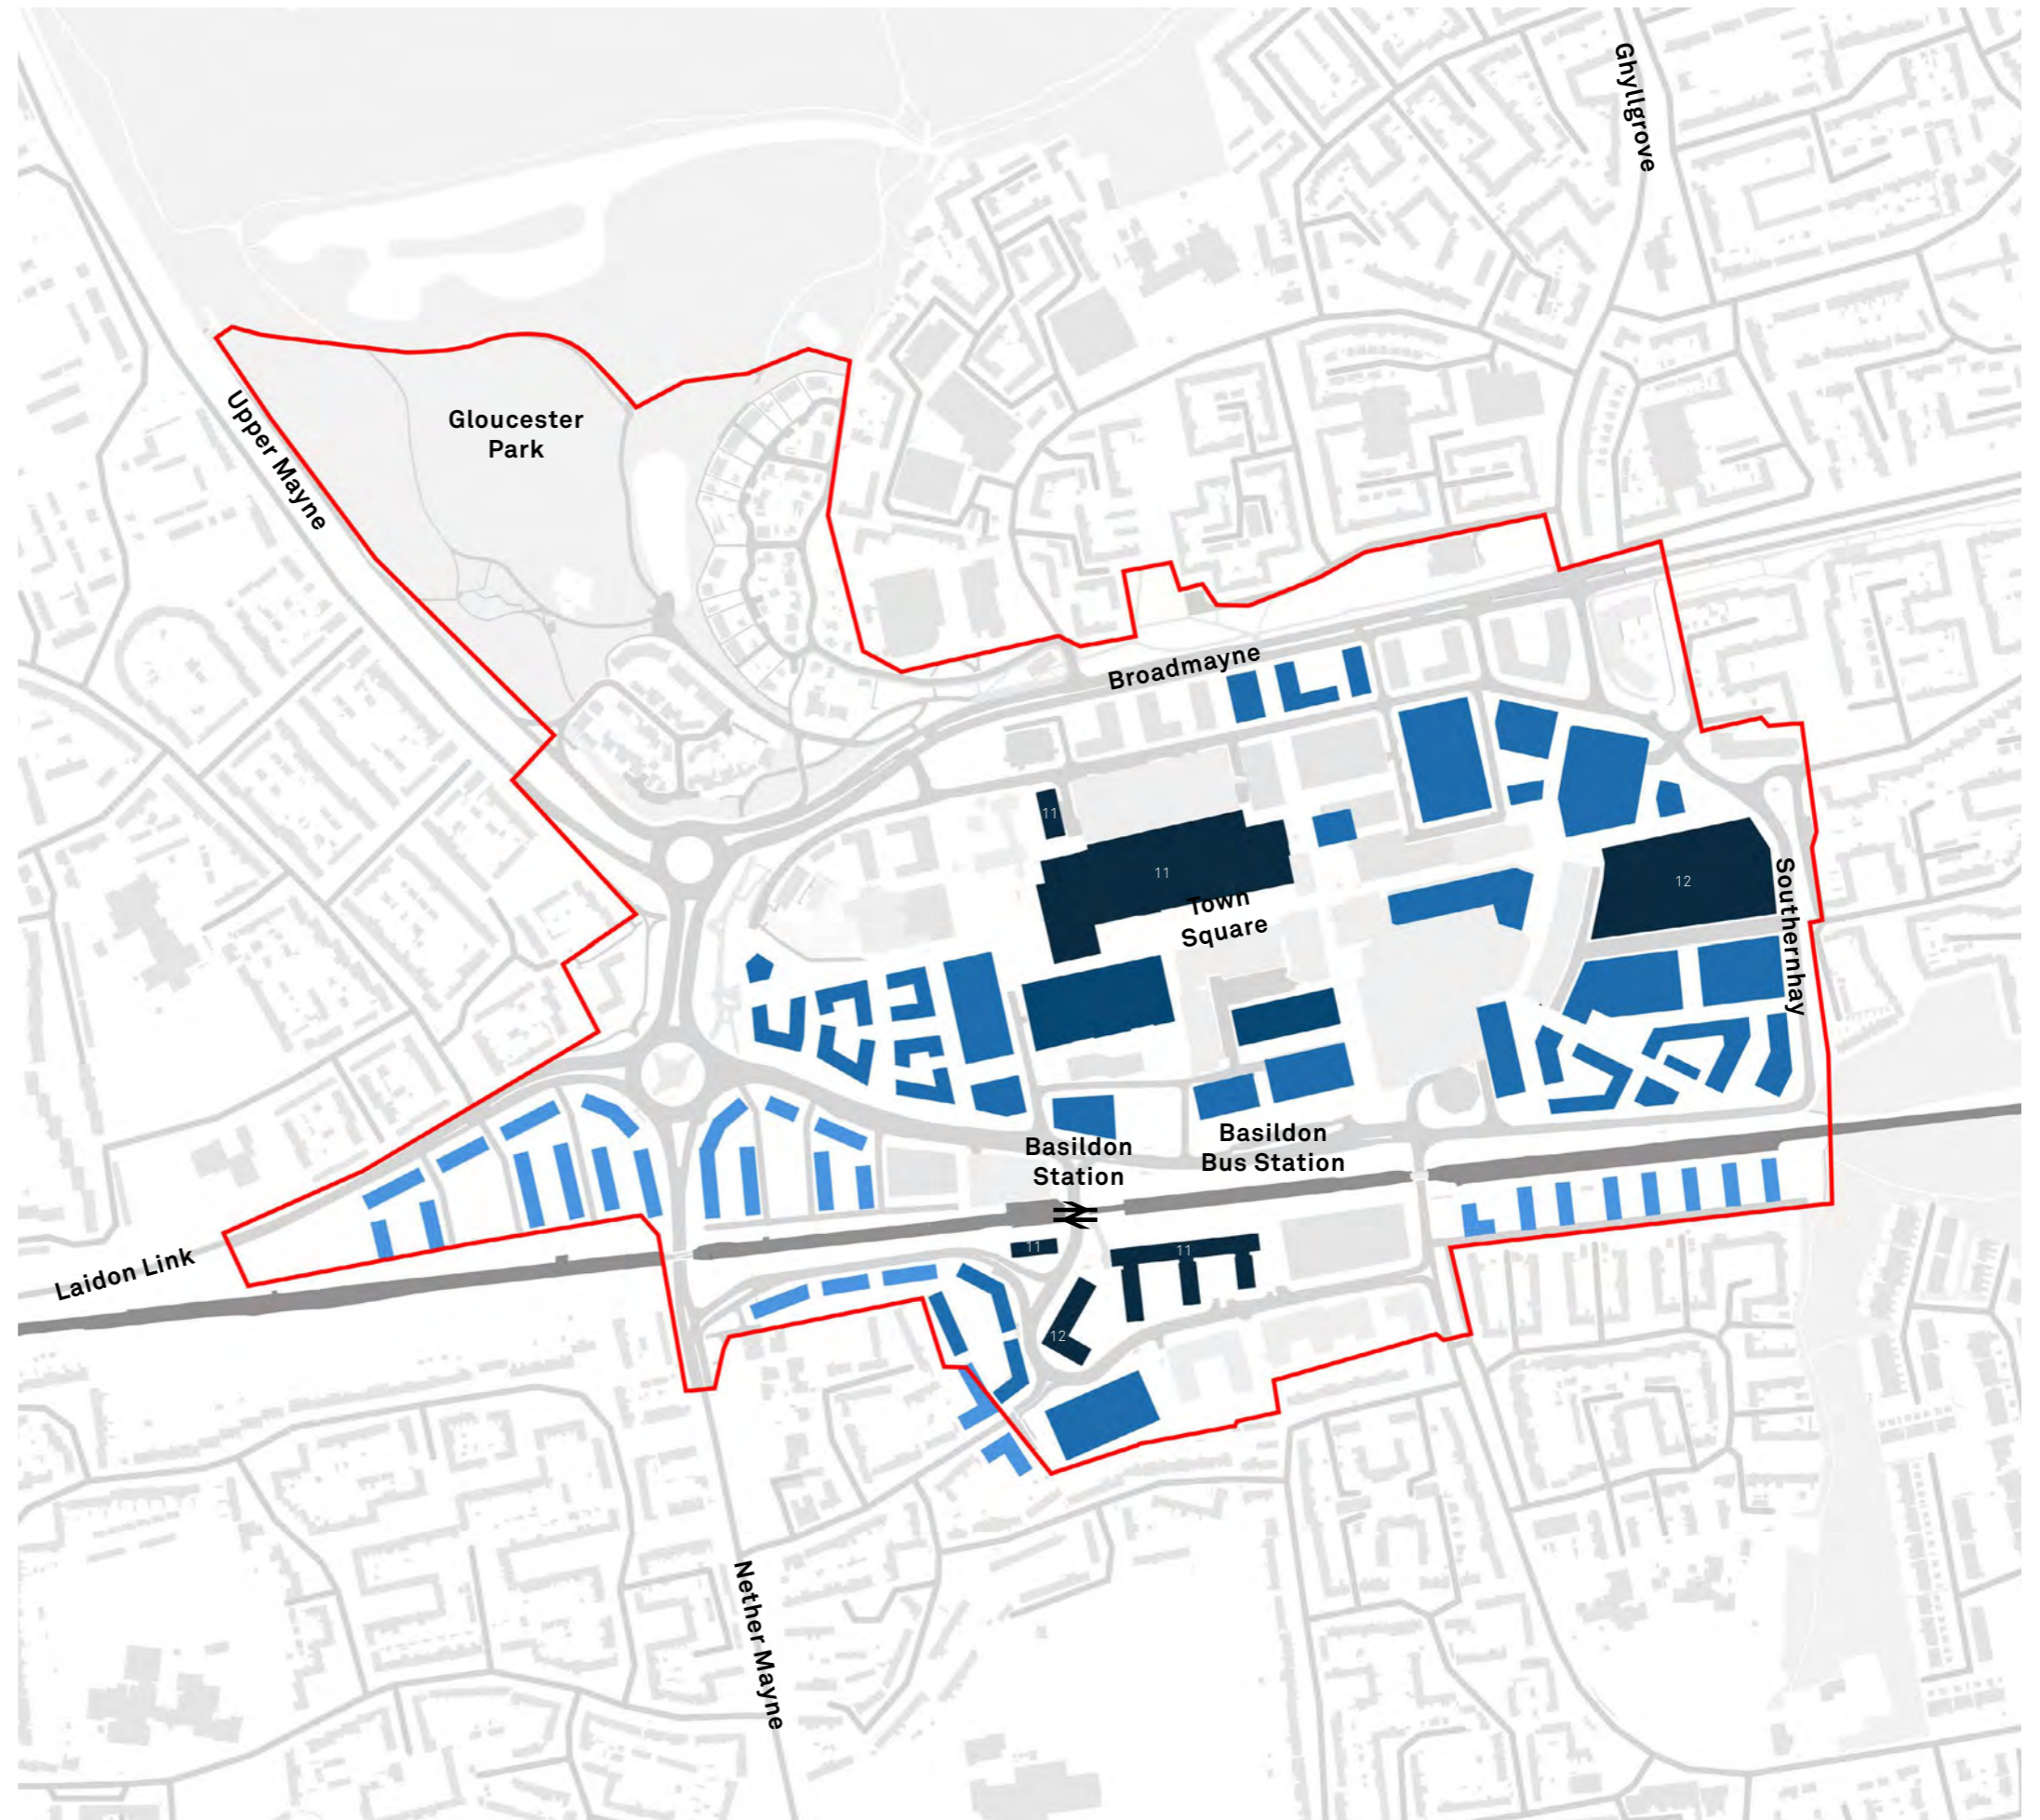 Ghyllgrove
Upper Mayne
Gloucester
Park
Broadmayne
11
11
Town
Square
12
Southernhay
Basildon
Station
Basildon
Bus Station
11
11
12
Laidon Link
Nether Mayne